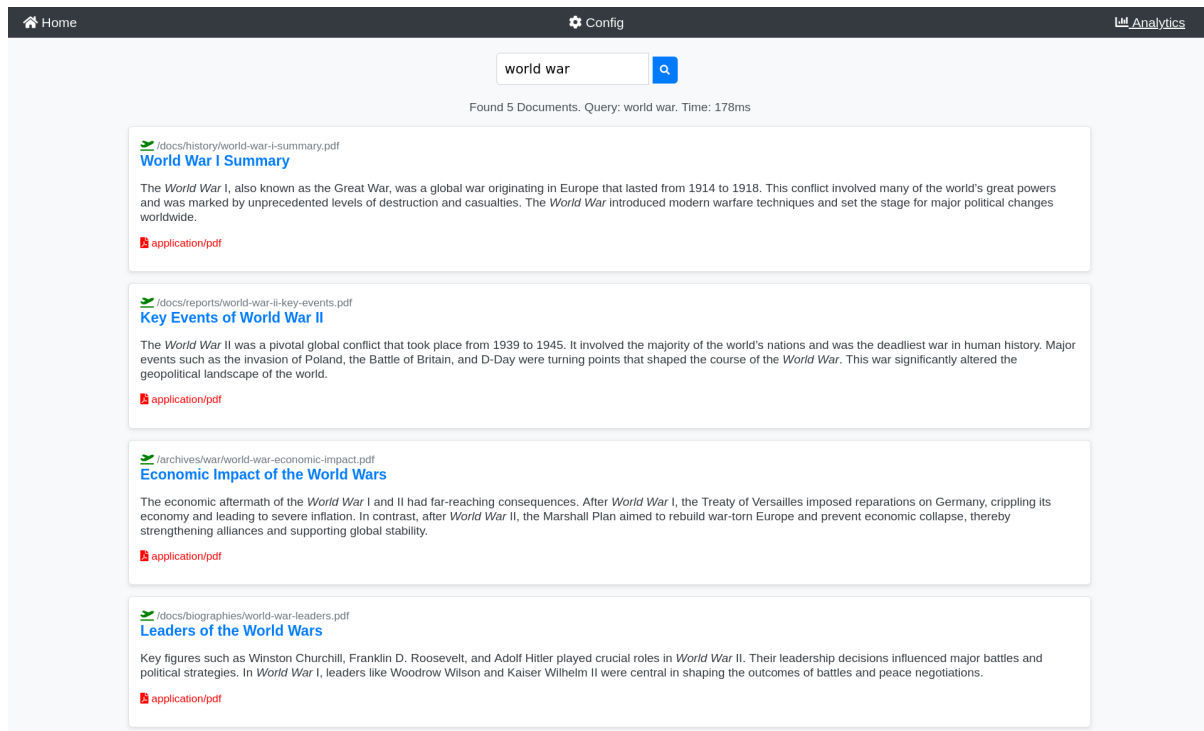 Home Config Analytics
world war
Found 5 Documents. Query: world war. Time: 178ms
/docs/history/world-war-i-summary.pdf
World War I Summary
The World War I, also known as the Great War, was a global war originating in Europe that lasted from 1914 to 1918. This conflict involved many of the world’s great powers
and was marked by unprecedented levels of destruction and casualties. The World War introduced modern warfare techniques and set the stage for major political changes
worldwide.
application/pdf
/docs/reports/world-war-ii-key-events.pdf
Key Events of World War II
The World War II was a pivotal global conflict that took place from 1939 to 1945. It involved the majority of the world’s nations and was the deadliest war in human history. Major
events such as the invasion of Poland, the Battle of Britain, and D-Day were turning points that shaped the course of the World War. This war significantly altered the
geopolitical landscape of the world.
application/pdf
/archives/war/world-war-economic-impact.pdf
Economic Impact of the World Wars
The economic aftermath of the World War I and II had far-reaching consequences. After World War I, the Treaty of Versailles imposed reparations on Germany, crippling its
economy and leading to severe inflation. In contrast, after World War II, the Marshall Plan aimed to rebuild war-torn Europe and prevent economic collapse, thereby
strengthening alliances and supporting global stability.
application/pdf
/docs/biographies/world-war-leaders.pdf
Leaders of the World Wars
Key figures such as Winston Churchill, Franklin D. Roosevelt, and Adolf Hitler played crucial roles in World War II. Their leadership decisions influenced major battles and
political strategies. In World War I, leaders like Woodrow Wilson and Kaiser Wilhelm II were central in shaping the outcomes of battles and peace negotiations.
application/pdf